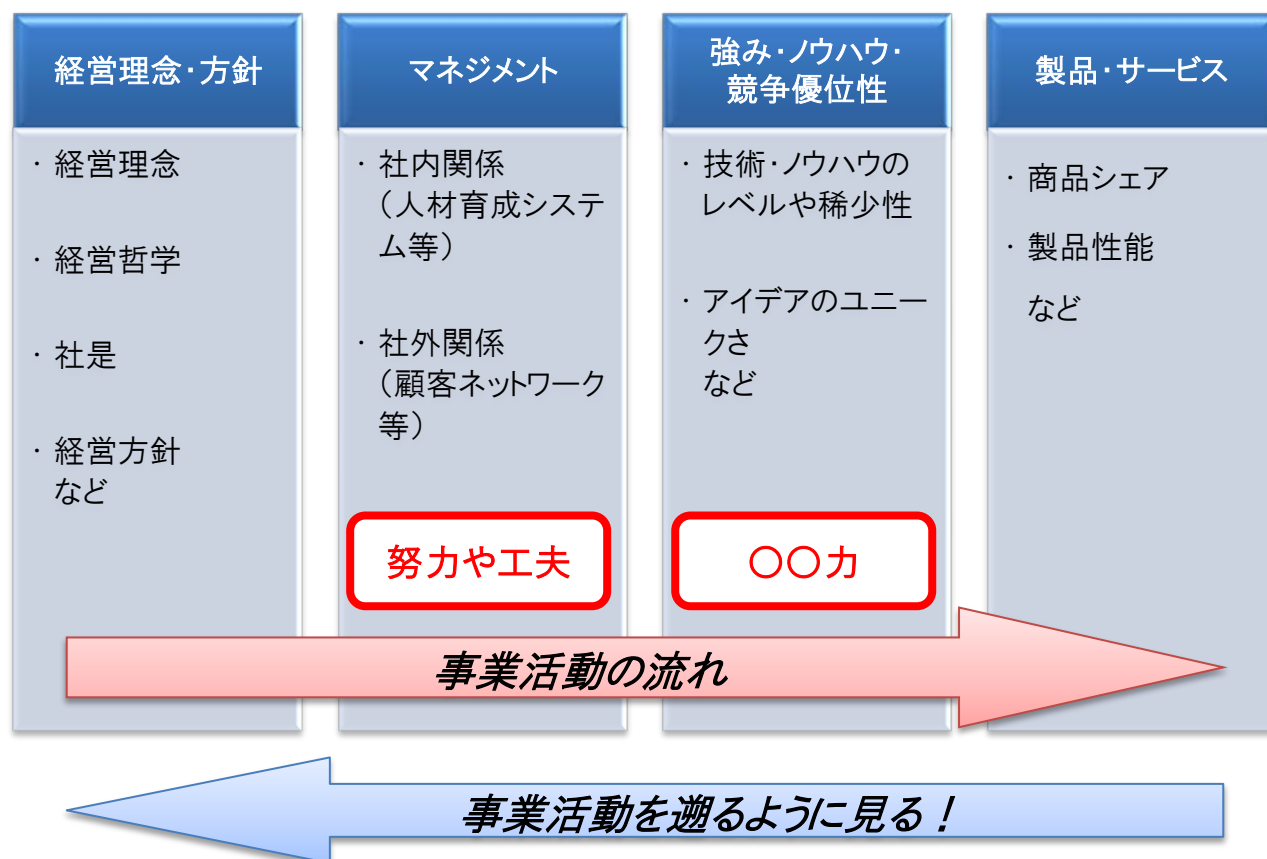 経営理念・方針
・経営理念
・経営哲学
・社是
・経営方針
など
マネジメント
・社内関係
（人材育成システ
ム等）
・社外関係
（顧客ネットワーク
等）
努力や工夫
強み・ノウハウ・
競争優位性
・技術・ノウハウの
レベルや稀少性
・アイデアのユニー
クさ
など
〇〇力
製品・サービス
・商品シェア
・製品性能
など
事業活動の流れ
事業活動を遡るように見る！